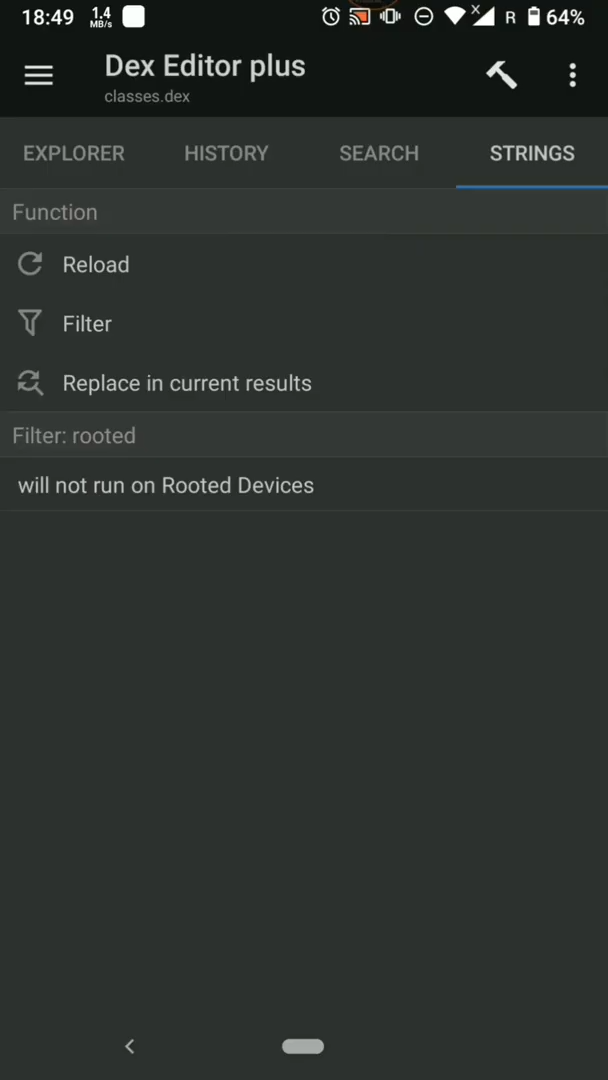 18:49 1.4 MB/s R 64%
Dex Editor plus
classes.dex
EXPLORER HISTORY SEARCH STRINGS
Function
Reload
Filter
Replace in current results
Filter: rooted
will not run on Rooted Devices